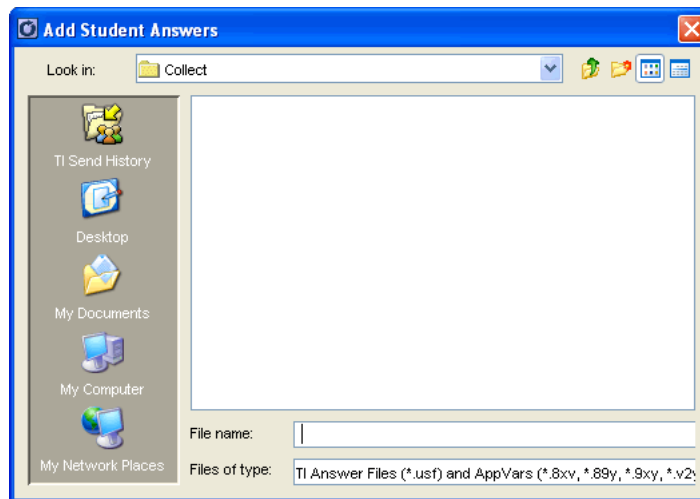 Add Student Answers
Look in:
Collect
TI Send History
Desktop
My Documents
My Computer
My Network Places
File name:
Files of type:
TI Answer Files (*.usf) and AppVars (*.8xv, *.89y, *.9xy, *.v2y